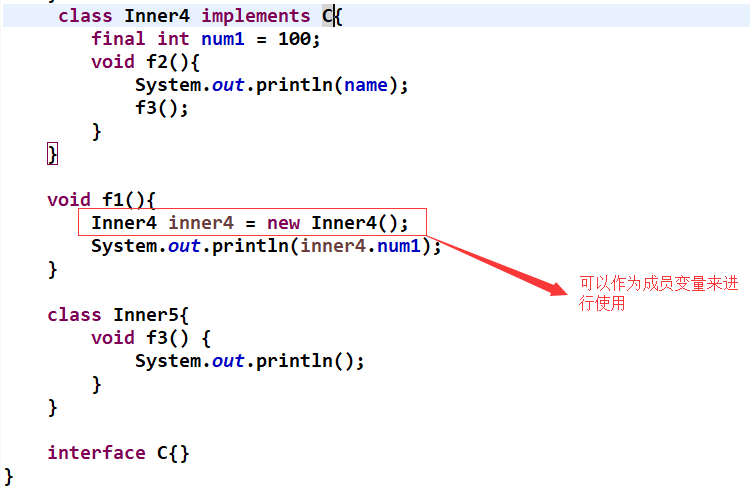 class Inner4 implements C{
final int num1 = 100;
void f2(){
System.out.println(name);
f3();
}
}
void f1(){
Inner4 inner4 = new Inner4();
System.out.println(inner4.num1);
}
可以作为成员变量来进
行使用
class Inner5{
void f3() {
System.out.println();
}
}
interface C{}
}